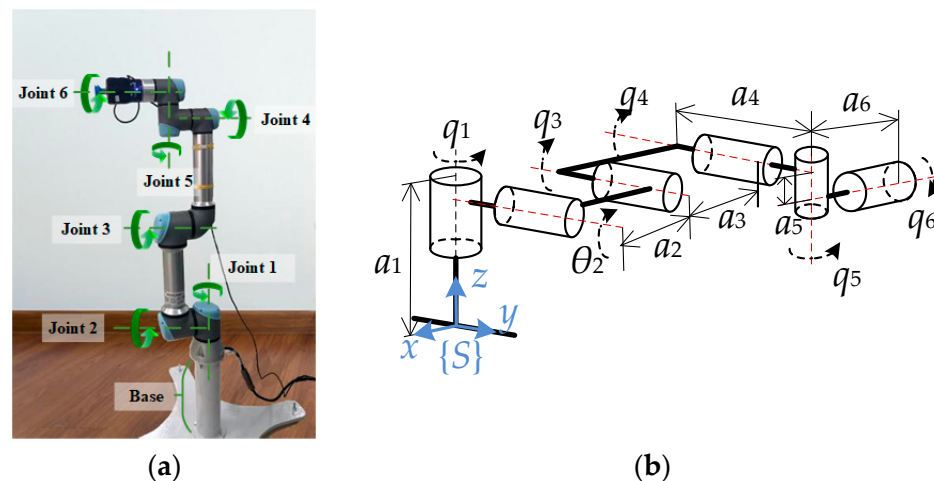 Joint 6
Joint 4
Joint 5
Joint 3
Joint 1
Joint 2
Base
(a)
q1
q3
q4
a4
a6
a1
θ2
a2
a3
a5
q6
q5
z
y
x
{S}
(b)